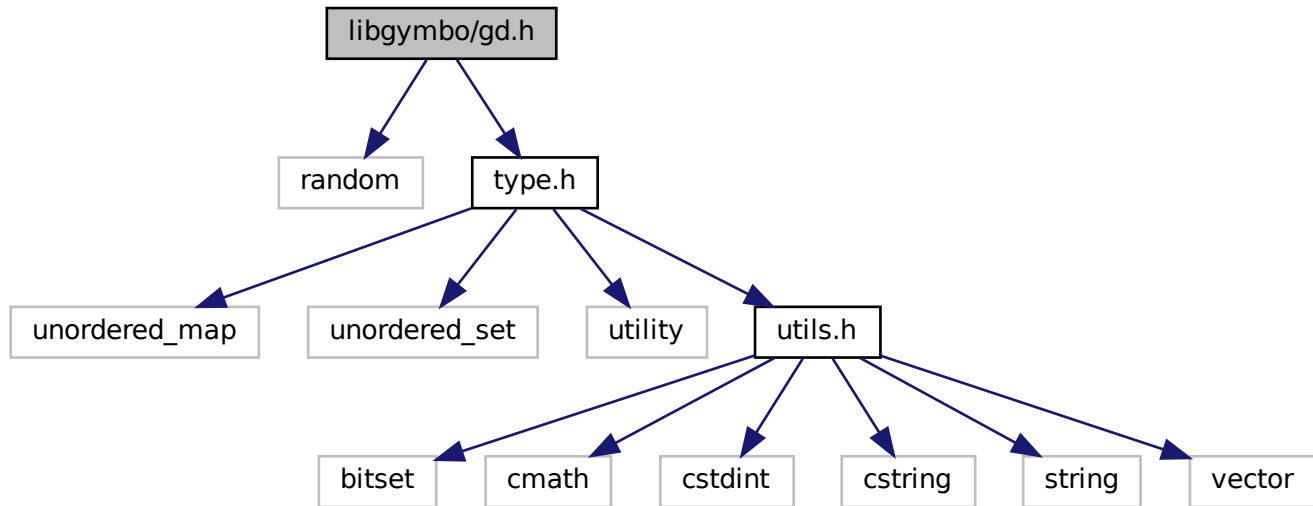 libgymbo/gd.h
random
type.h
unordered_map
unordered_set
utility
utils.h
bitset
cmath
cstdint
cstring
string
vector